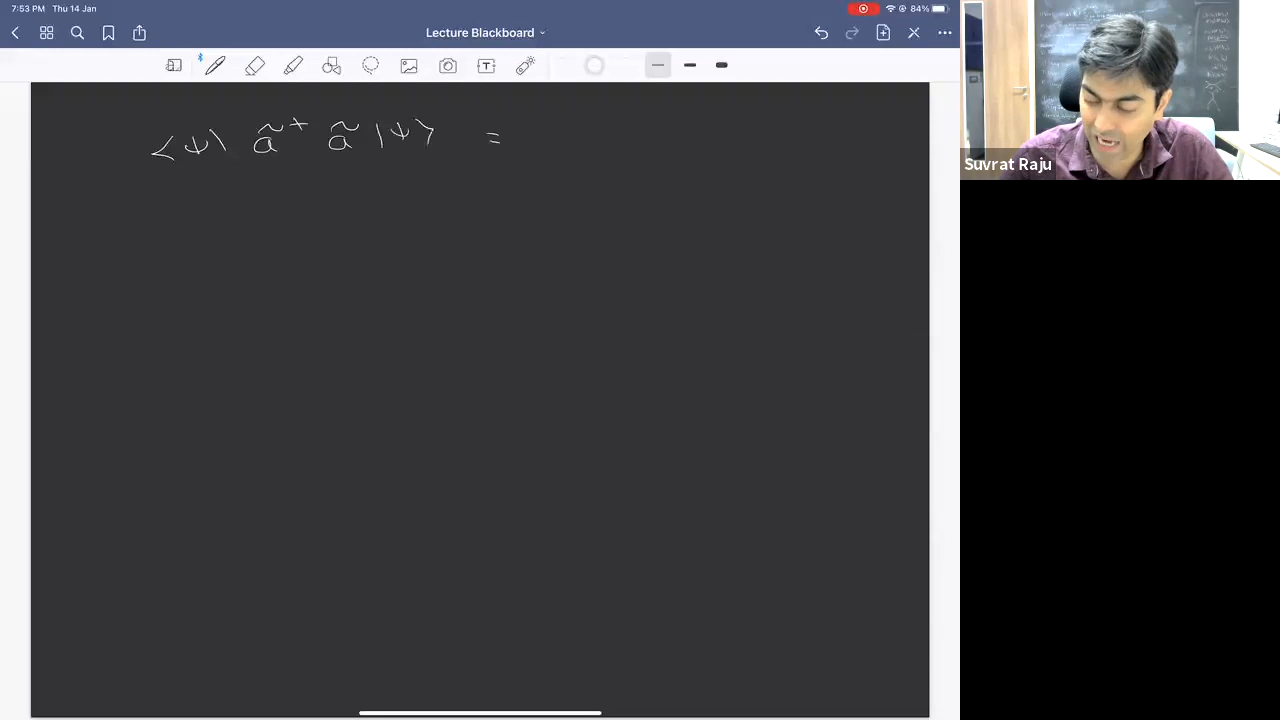 7:53 PM Thu 14 Jan
84%
Lecture Blackboard
⟨ψ| ã† ã |ψ⟩ =
Suvrat Raju